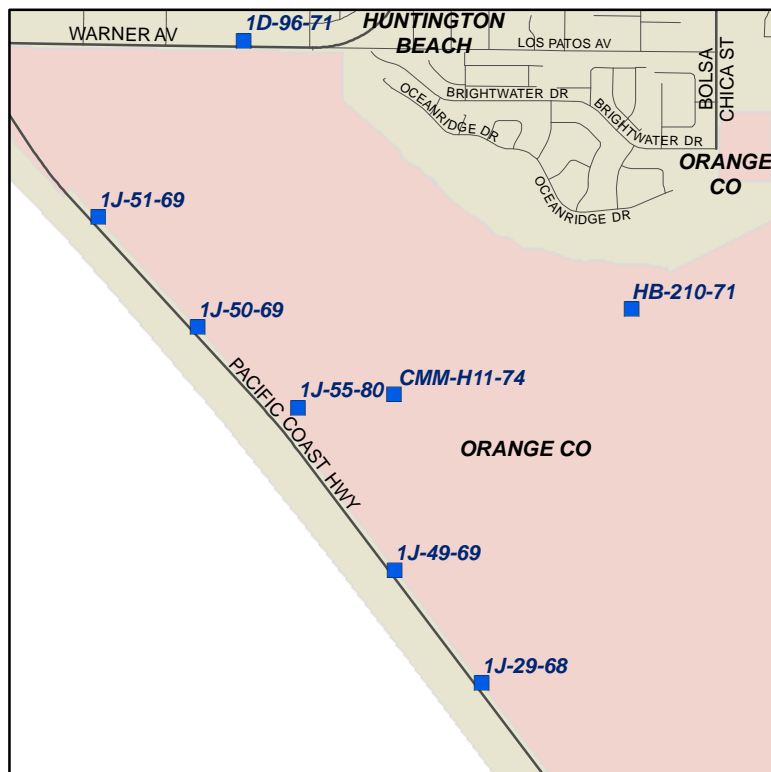 1D-96-71
HUNTINGTON
BEACH
WARNER AV
LOS PATOS AV
BOLSA
CHICA ST
BRIGHTWATER DR
OCEANRIDGE DR
BRIGHTWATER DR
ORANGE
CO
OCEANRIDGE DR
1J-51-69
HB-210-71
1J-50-69
PACIFIC COAST HWY
1J-55-80
CMM-H11-74
ORANGE CO
1J-49-69
1J-29-68